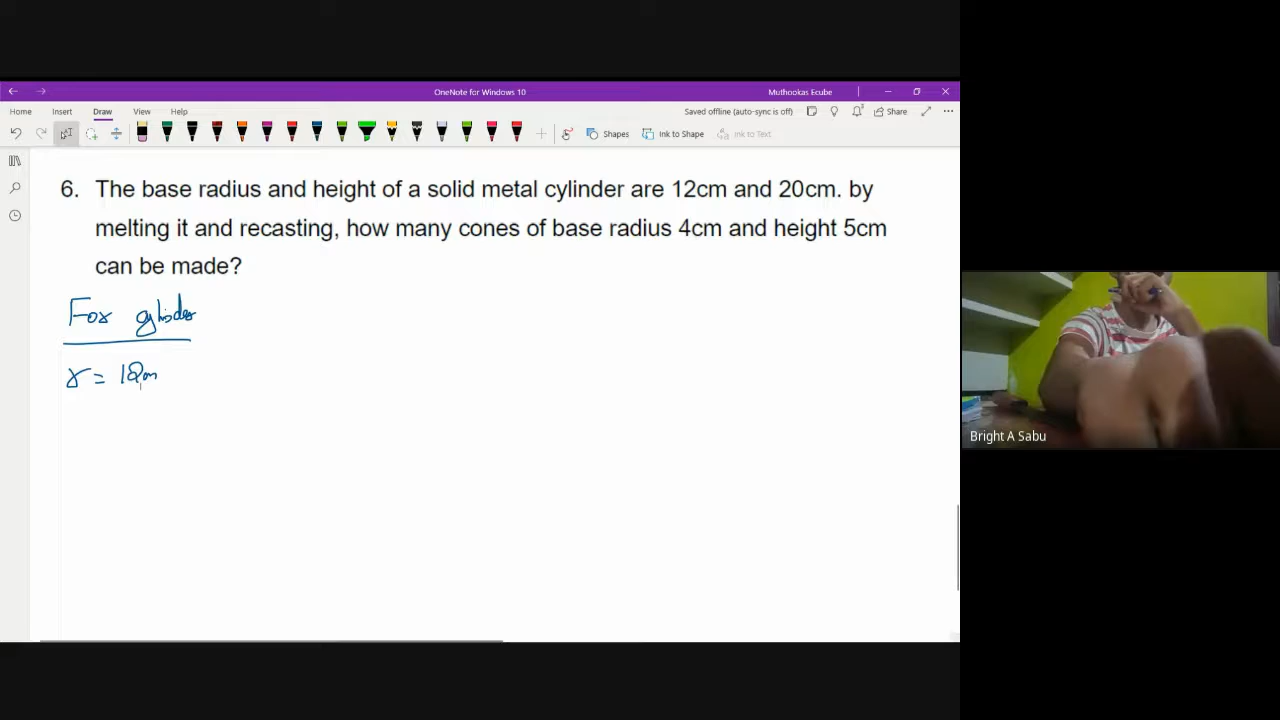 OneNote for Windows 10
Muthookas Ecube
Home Insert Draw View Help
Saved offline (auto-sync is off)
Share
Shapes
Ink to Shape
Ink to Text
6. The base radius and height of a solid metal cylinder are 12cm and 20cm. by
melting it and recasting, how many cones of base radius 4cm and height 5cm
can be made?
For cylinder
r = 12cm
Bright A Sabu